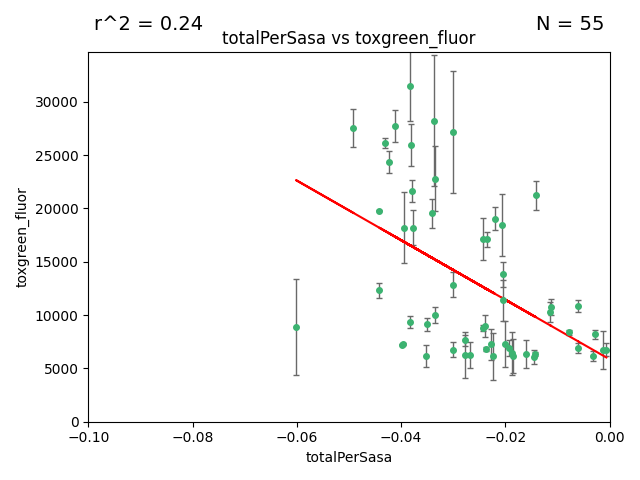 r^2 = 0.24
N = 55
totalPerSasa vs toxgreen_fluor
toxgreen_fluor
30000
25000
20000
15000
10000
5000
0
−0.10
−0.08
−0.06
−0.04
−0.02
0.00
totalPerSasa